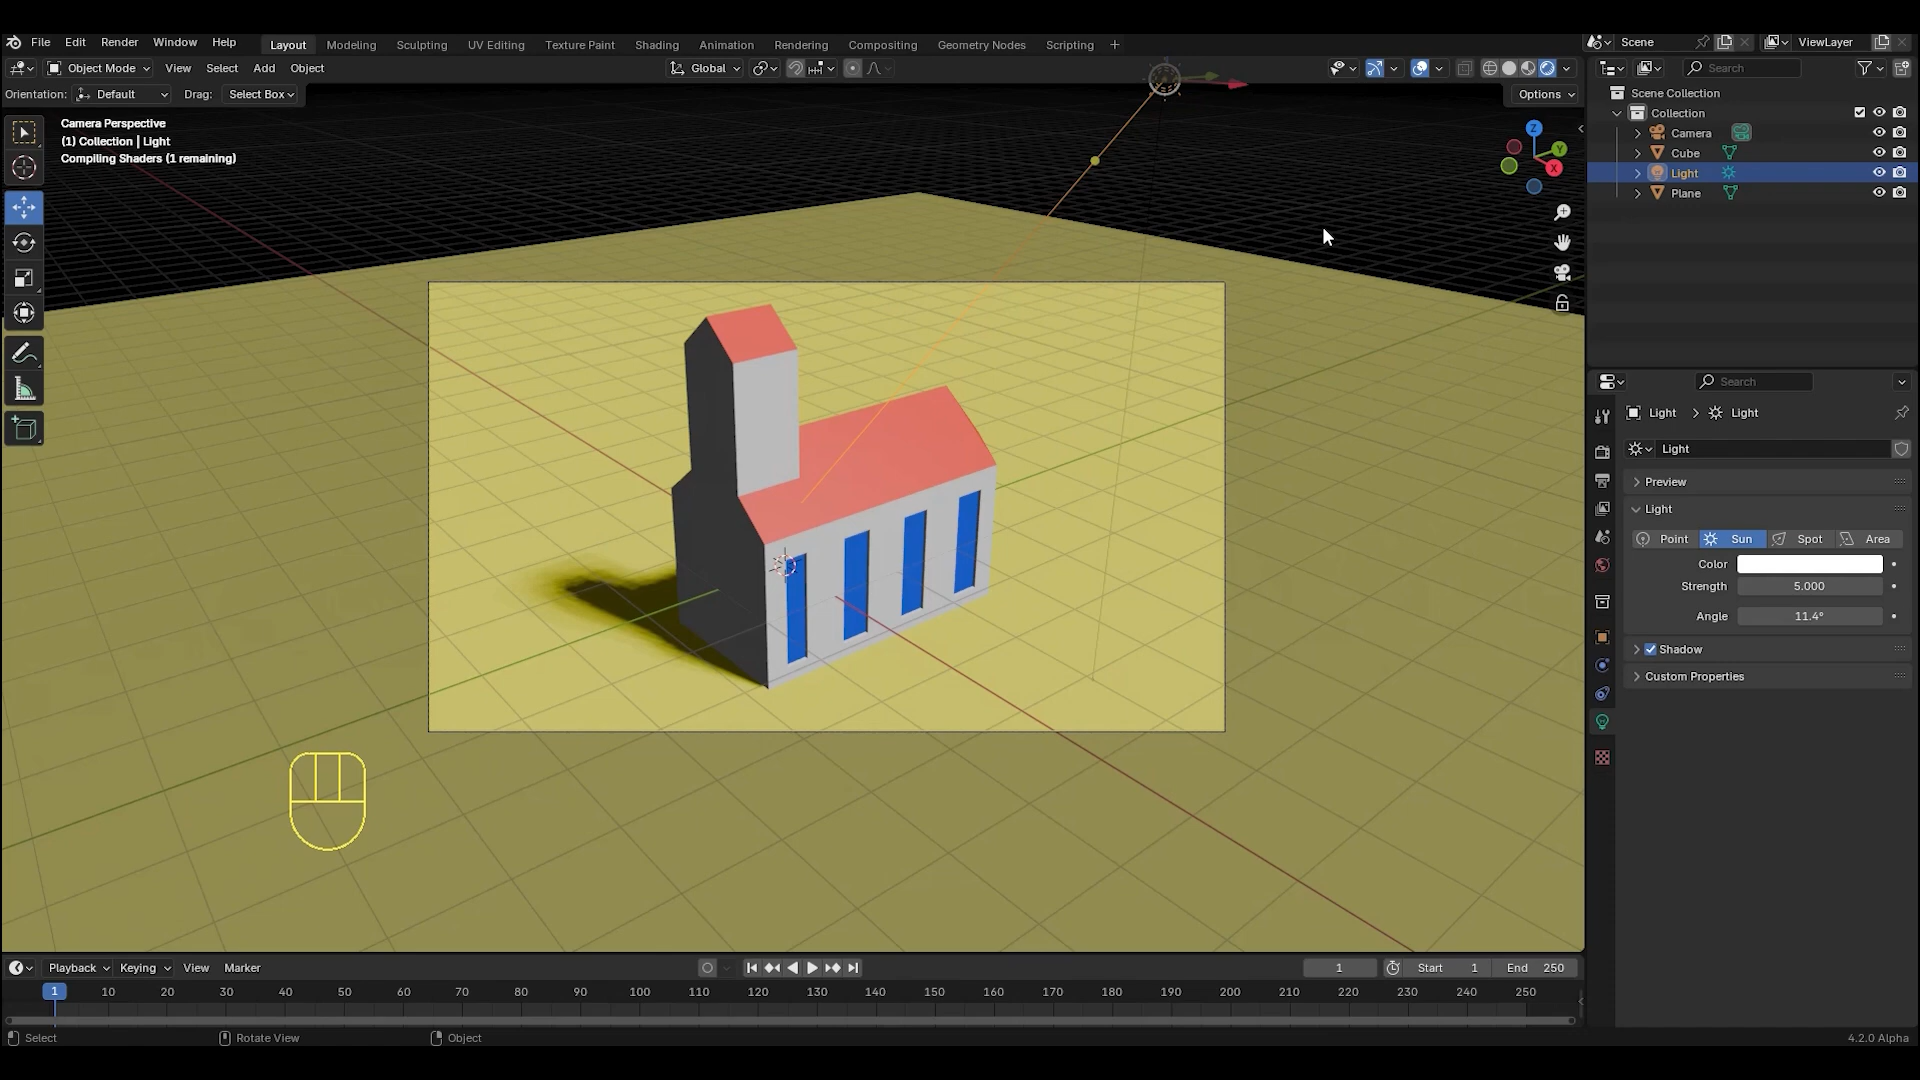 File Edit Render Window Help Layout Modeling Sculpting UV Editing Texture Paint Shading Animation Rendering Compositing Geometry Nodes Scripting + Scene ViewLayer
Object Mode View Select Add Object Global Search
Orientation: Default Drag: Select Box Options
Scene Collection
Collection
Camera
Cube
Light
Plane
Camera Perspective
(1) Collection | Light
Compiling Shaders (1 remaining)
Z
Y
X
Search
Light > Light
Light
Preview
Light
Point Sun Spot Area
Color
Strength 5.000
Angle 11.4°
Shadow
Custom Properties
Playback Keying View Marker 1 Start 1 End 250
1 10 20 30 40 50 60 70 80 90 100 110 120 130 140 150 160 170 180 190 200 210 220 230 240 250
Select Rotate View Object 4.2.0 Alpha